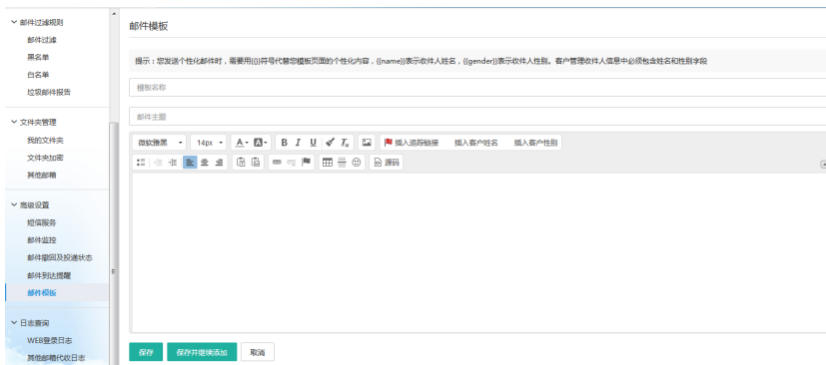 邮件过滤规则
邮件过滤
黑名单
白名单
垃圾邮件报告
文件夹管理
我的文件夹
文件夹加密
其他邮箱
高级设置
短信服务
邮件监控
邮件撤回及投递状态
邮件到达提醒
邮件模板
日志查询
WEB登录日志
其他邮箱代收日志
邮件模板
提示：您发送个性化邮件时，需要用{{}}符号代替您模板页面的个性化内容，{{name}}表示收件人姓名，{{gender}}表示收件人性别。客户管理收件人信息中必须包含姓名和性别字段
模板名称
邮件主题
微软雅黑 14px A A B I U Tx 插入追踪链接 插入客户姓名 插入客户性别
源码
保存 保存并继续添加 取消